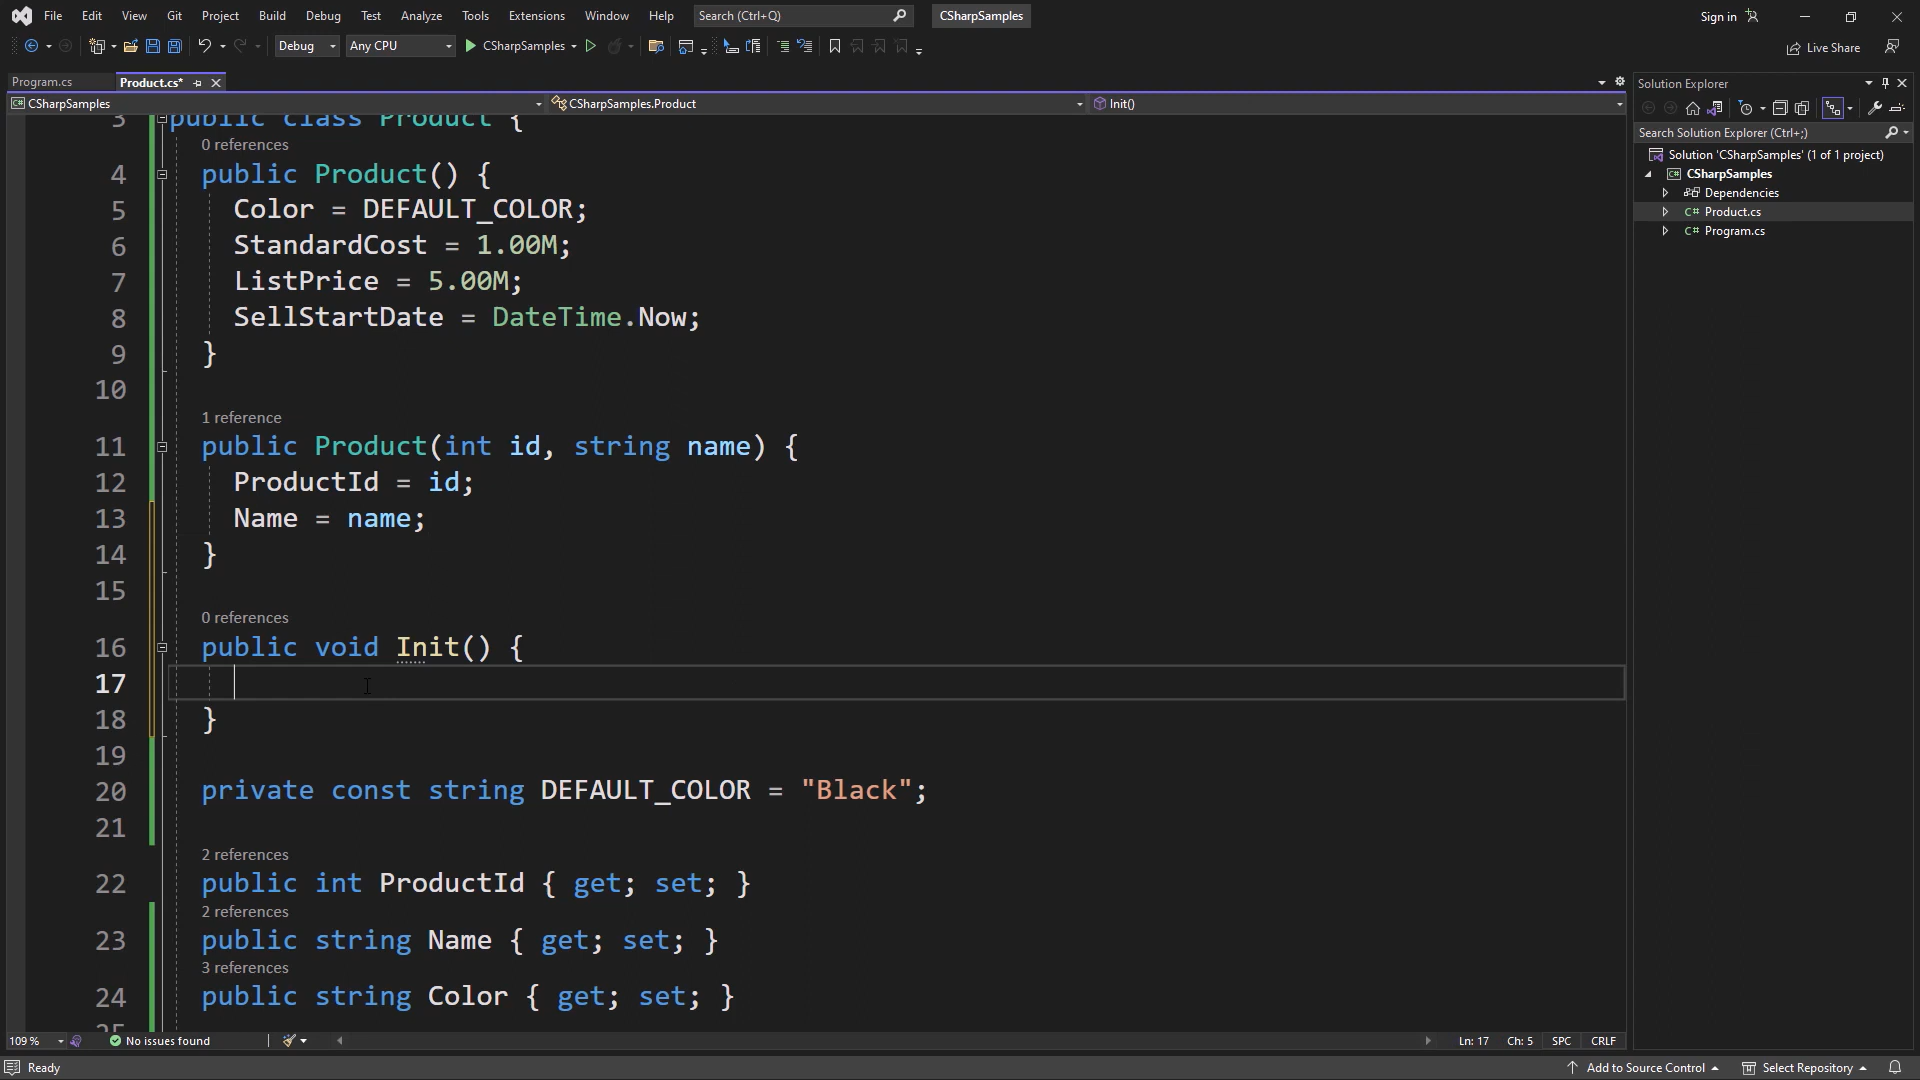 File Edit View Git Project Build Debug Test Analyze Tools Extensions Window Help Search (Ctrl+Q) CSharpSamples Sign in
Debug Any CPU CSharpSamples Live Share
Program.cs Product.cs*
CSharpSamples CSharpSamples.Product Init()
3 public class Product {
0 references
4 public Product() {
5 Color = DEFAULT_COLOR;
6 StandardCost = 1.00M;
7 ListPrice = 5.00M;
8 SellStartDate = DateTime.Now;
9 }
10
1 reference
11 public Product(int id, string name) {
12 ProductId = id;
13 Name = name;
14 }
15
0 references
16 public void Init() {
17
18 }
19
20 private const string DEFAULT_COLOR = "Black";
21
2 references
22 public int ProductId { get; set; }
2 references
23 public string Name { get; set; }
3 references
24 public string Color { get; set; }
25
109 % No issues found Ln: 17 Ch: 5 SPC CRLF
Solution Explorer
Search Solution Explorer (Ctrl+;)
Solution 'CSharpSamples' (1 of 1 project)
CSharpSamples
Dependencies
C# Product.cs
C# Program.cs
Ready Add to Source Control Select Repository